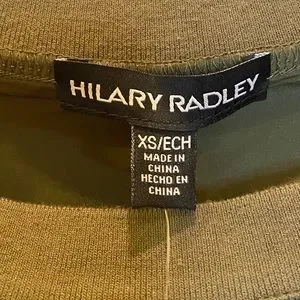 HILARY RADLEY
XS/ECH
MADE IN
CHINA
HECHO EN
CHINA